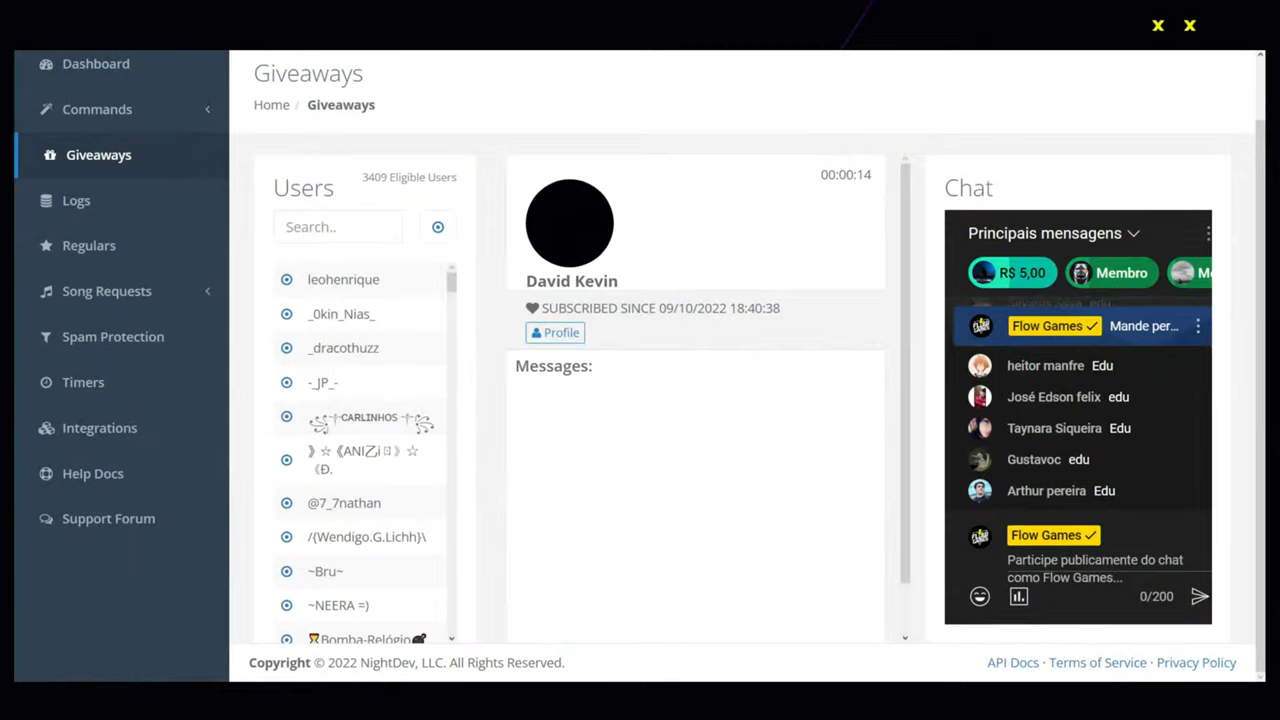 x x
Dashboard
Commands
Giveaways
Logs
Regulars
Song Requests
Spam Protection
Timers
Integrations
Help Docs
Support Forum
Giveaways
Home / Giveaways
Users
3409 Eligible Users
Search..
leohenrique
_0kin_Nias_
_dracothuzz
-_JP_-
꧁༒CARLINHOS༒꧂
@7_7nathan
/{Wendigo.G.Lichh}\
~Bru~
~NEERA =)
⏳Bomba-Relógio💣
00:00:14
David Kevin
SUBSCRIBED SINCE 09/10/2022 18:40:38
Profile
Messages:
Chat
Principais mensagens
R$ 5,00
Membro
Flow Games ✓ Mande per...
heitor manfre Edu
José Edson felix edu
Taynara Siqueira Edu
Gustavoc edu
Arthur pereira Edu
Flow Games ✓
Participe publicamente do chat
como Flow Games...
0/200
Copyright © 2022 NightDev, LLC. All Rights Reserved.
API Docs · Terms of Service · Privacy Policy